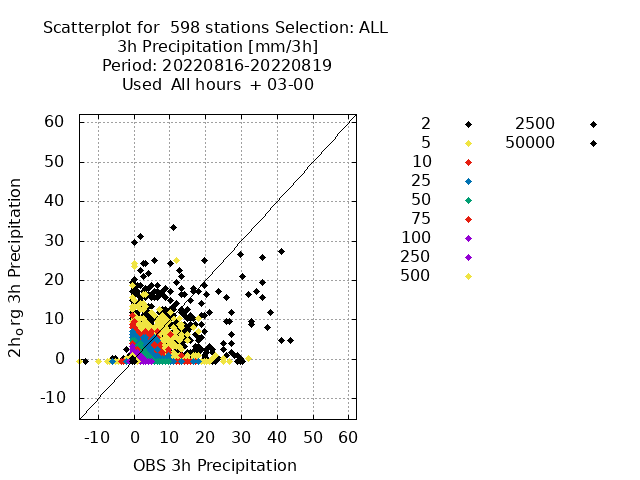 Scatterplot for  598 stations Selection: ALL
3h Precipitation [mm/3h]
Period: 20220816-20220819
Used  All hours  + 03-00
2
5
10
25
50
75
100
250
500
2500
50000
60
50
40
30
20
10
0
-10
2horg 3h Precipitation
-10 0 10 20 30 40 50 60
OBS 3h Precipitation